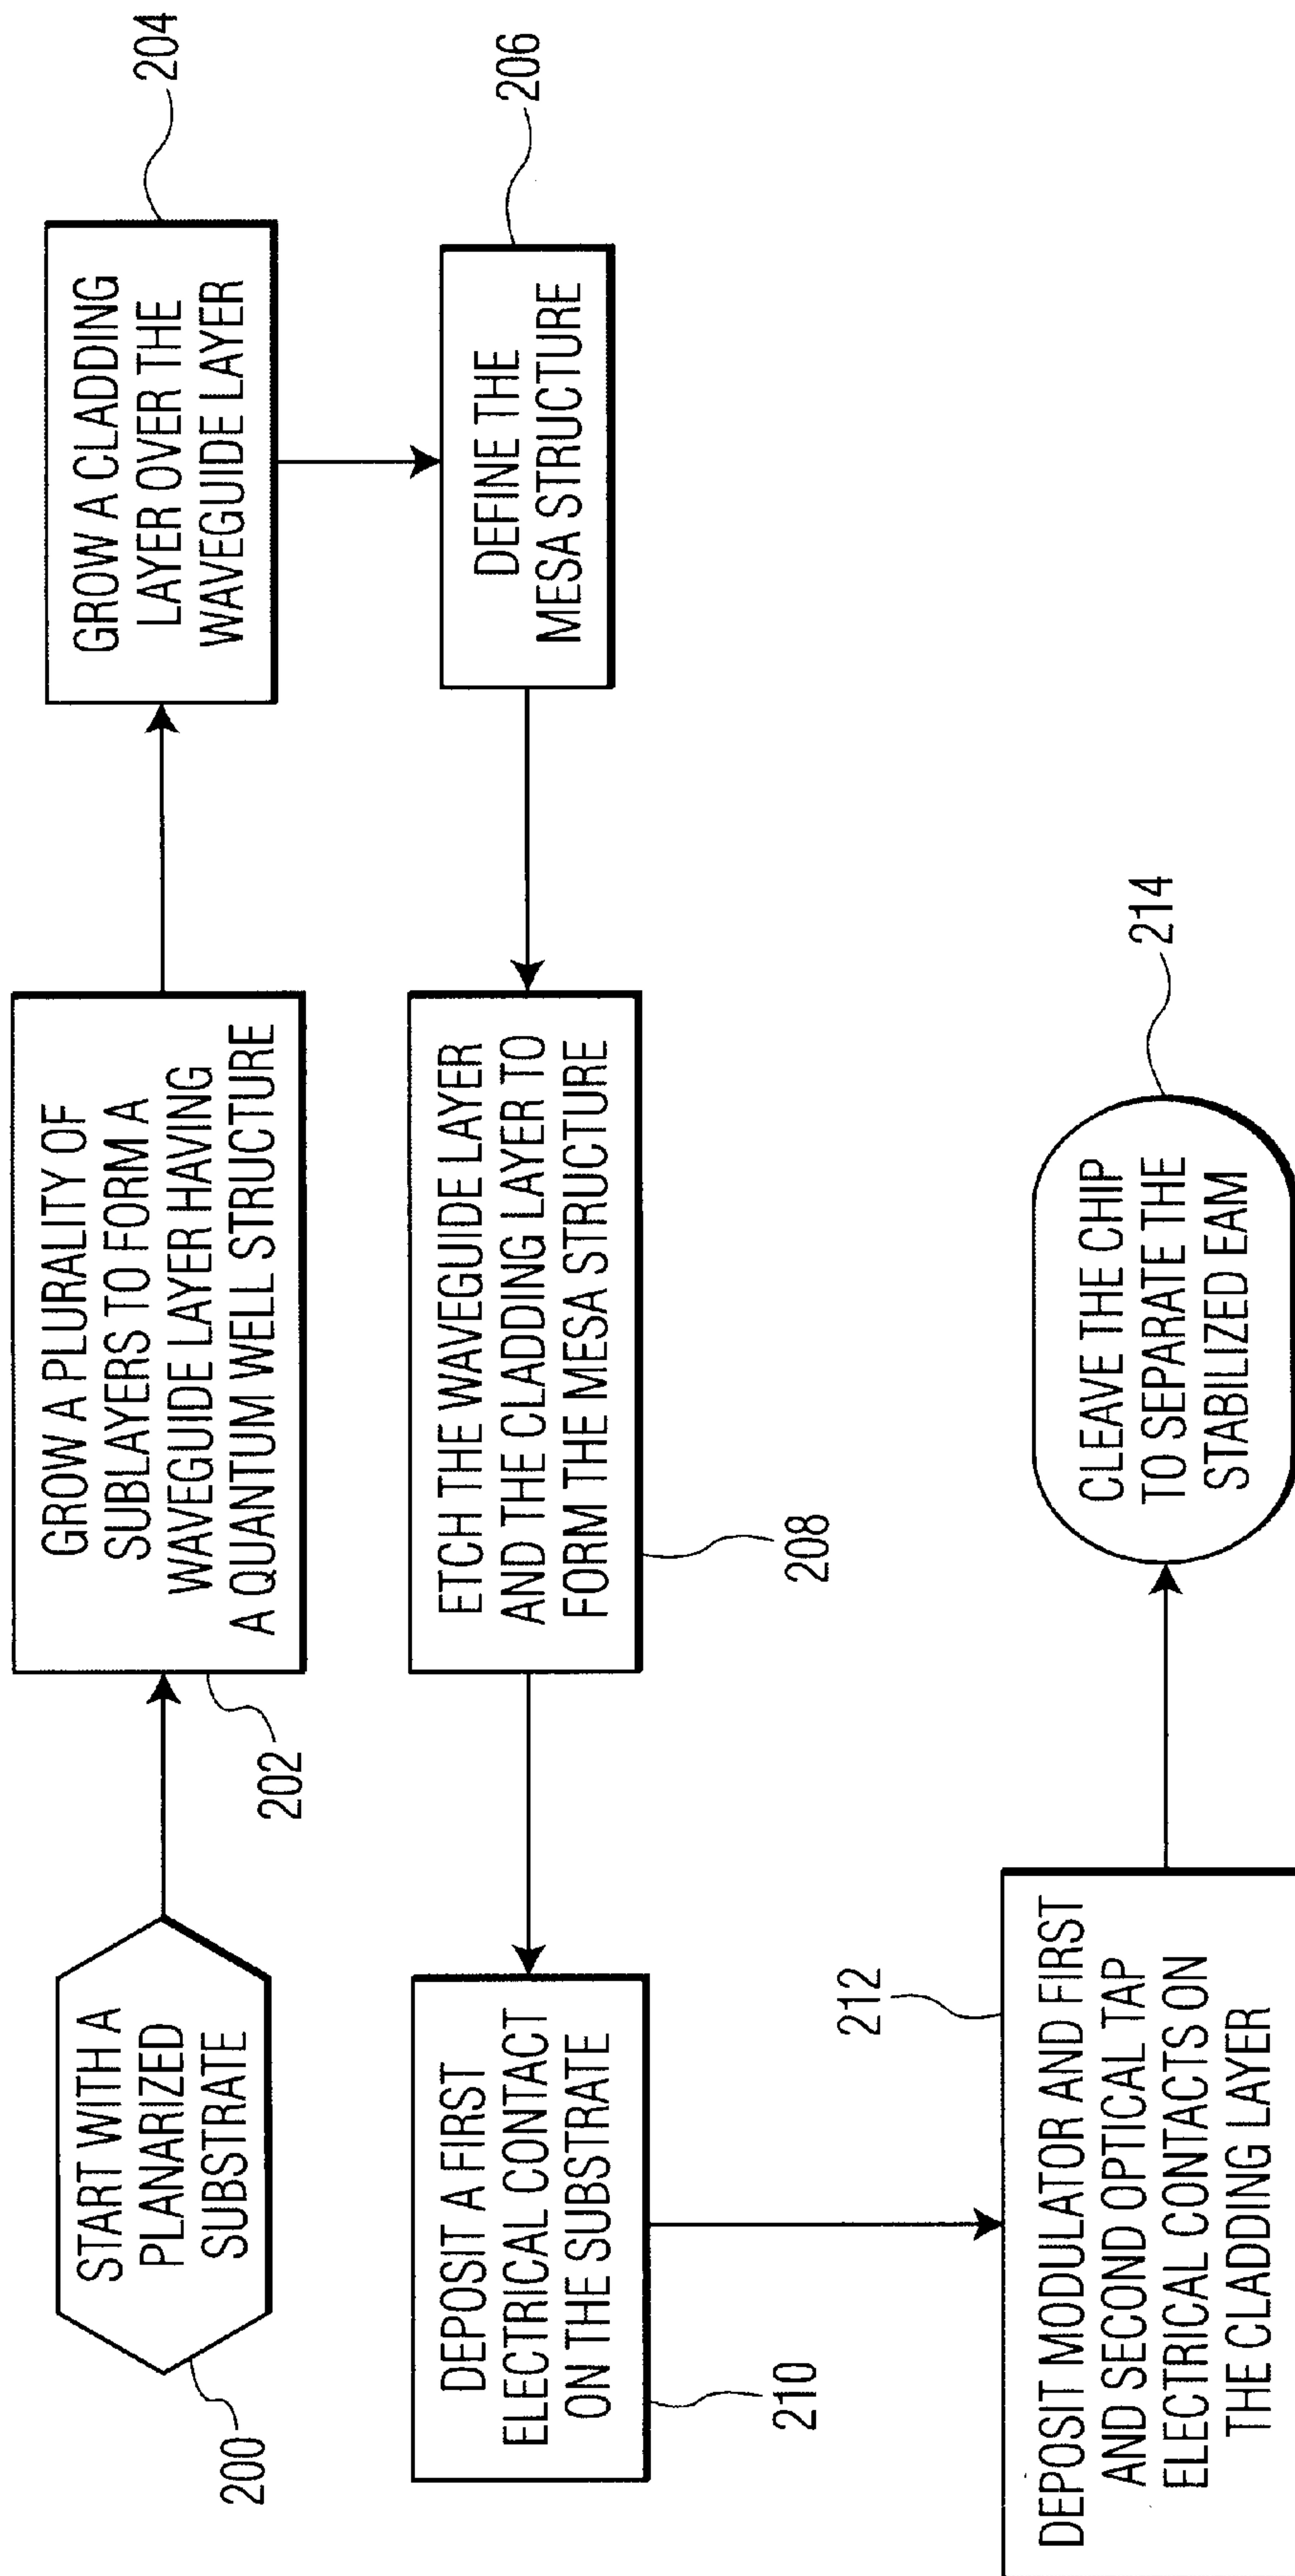 START WITH A
PLANARIZED
SUBSTRATE
200
GROW A PLURALITY OF
SUBLAYERS TO FORM A
WAVEGUIDE LAYER HAVING
A QUANTUM WELL STRUCTURE
202
GROW A CLADDING
LAYER OVER THE
WAVEGUIDE LAYER
204
DEFINE THE
MESA STRUCTURE
206
ETCH THE WAVEGUIDE LAYER
AND THE CLADDING LAYER TO
FORM THE MESA STRUCTURE
208
DEPOSIT A FIRST
ELECTRICAL CONTACT
ON THE SUBSTRATE
210
DEPOSIT MODULATOR AND FIRST
AND SECOND OPTICAL TAP
ELECTRICAL CONTACTS ON
THE CLADDING LAYER
212
CLEAVE THE CHIP
TO SEPARATE THE
STABILIZED EAM
214